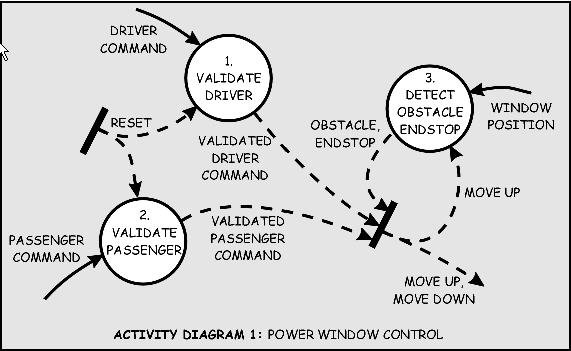 DRIVER
COMMAND
1.
VALIDATE
DRIVER
3.
DETECT
OBSTACLE
ENDSTOP
WINDOW
POSITION
RESET
OBSTACLE,
ENDSTOP
VALIDATED
DRIVER
COMMAND
MOVE UP
2.
VALIDATE
PASSENGER
VALIDATED
PASSENGER
COMMAND
PASSENGER
COMMAND
MOVE UP,
MOVE DOWN
ACTIVITY DIAGRAM 1: POWER WINDOW CONTROL